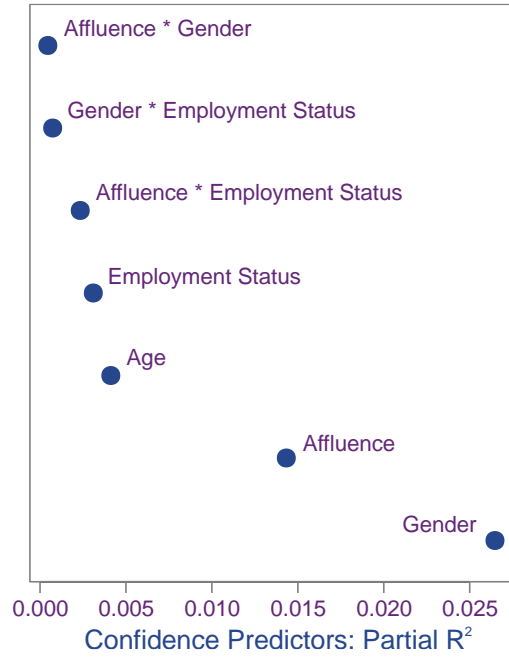 Affluence * Gender
Gender * Employment Status
Affluence * Employment Status
Employment Status
Age
Affluence
Gender
0.000 0.005 0.010 0.015 0.020 0.025
Confidence Predictors: Partial R²